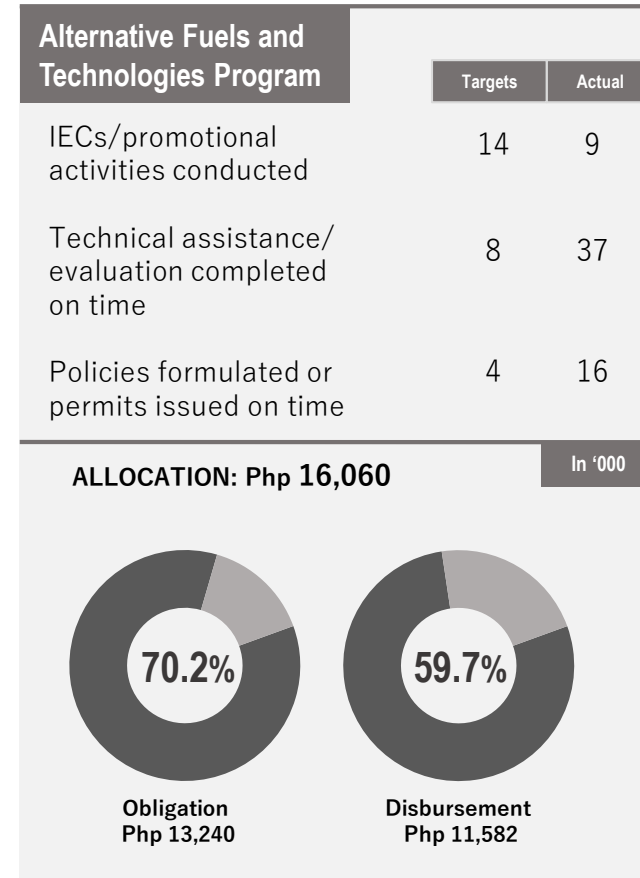 Alternative Fuels and
Technologies Program
Targets Actual
IECs/promotional
activities conducted
14 9
Technical assistance/
evaluation completed
on time
8 37
Policies formulated or
permits issued on time
4 16
ALLOCATION: Php 16,060
In ‘000
70.2% 59.7%
Obligation
Php 13,240
Disbursement
Php 11,582